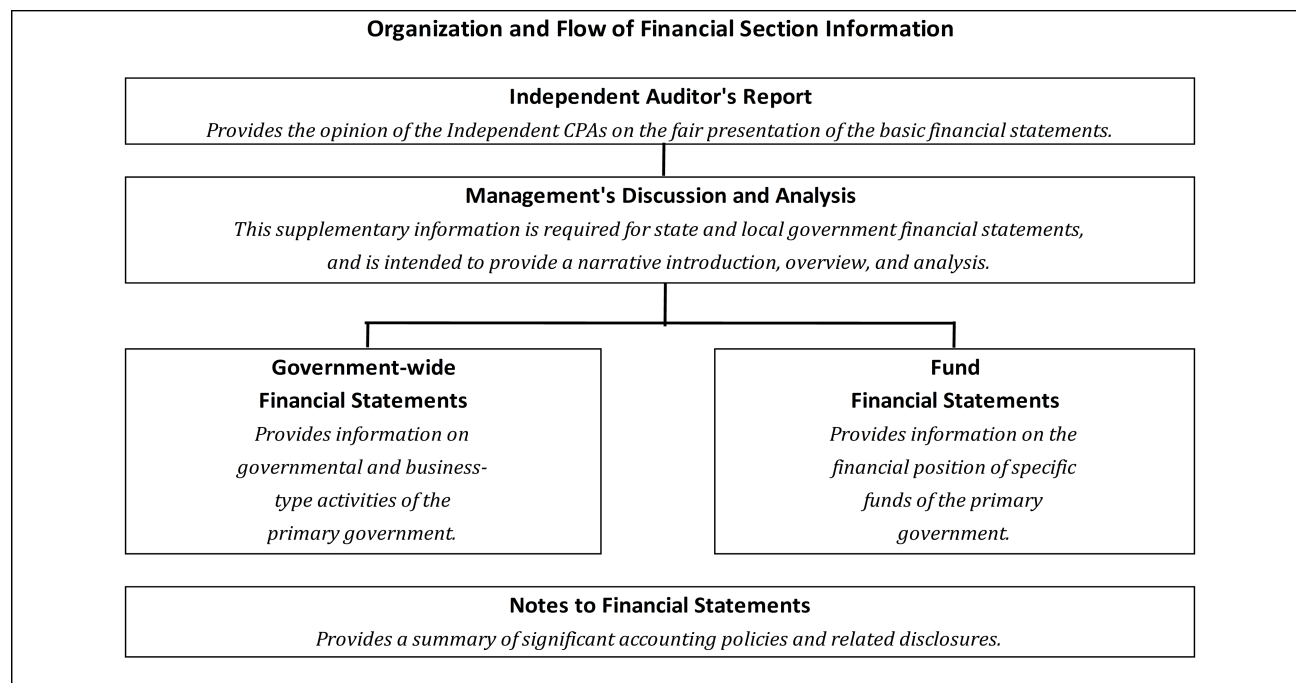 Organization and Flow of Financial Section Information
Independent Auditor's Report
Provides the opinion of the Independent CPAs on the fair presentation of the basic financial statements.
Management's Discussion and Analysis
This supplementary information is required for state and local government financial statements,
and is intended to provide a narrative introduction, overview, and analysis.
Government-wide
Financial Statements
Provides information on
governmental and business-
type activities of the
primary government.
Fund
Financial Statements
Provides information on the
financial position of specific
funds of the primary
government.
Notes to Financial Statements
Provides a summary of significant accounting policies and related disclosures.